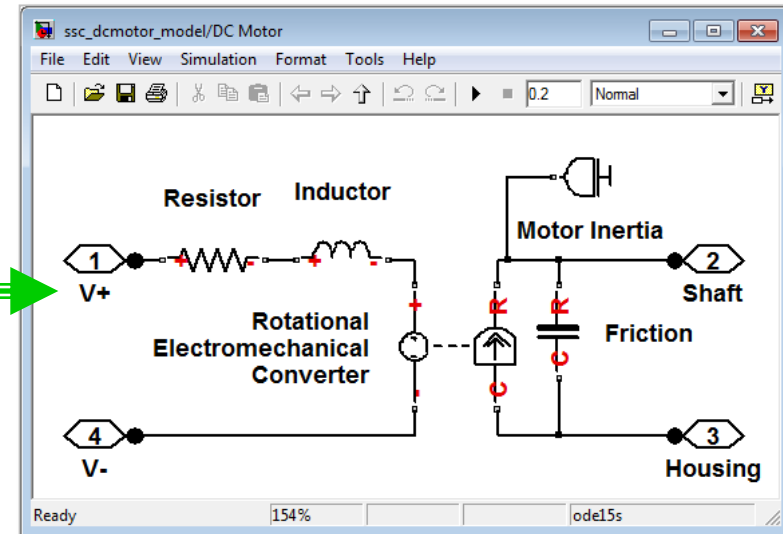 ssc_dcmotor_model/DC Motor
File Edit View Simulation Format Tools Help
0.2 Normal
Resistor
Inductor
Motor Inertia
1
V+
+ -
+ -
2
Shaft
+
R
R
Rotational
Electromechanical
Converter
Friction
-
C
C
4
V-
3
Housing
Ready 154% ode15s